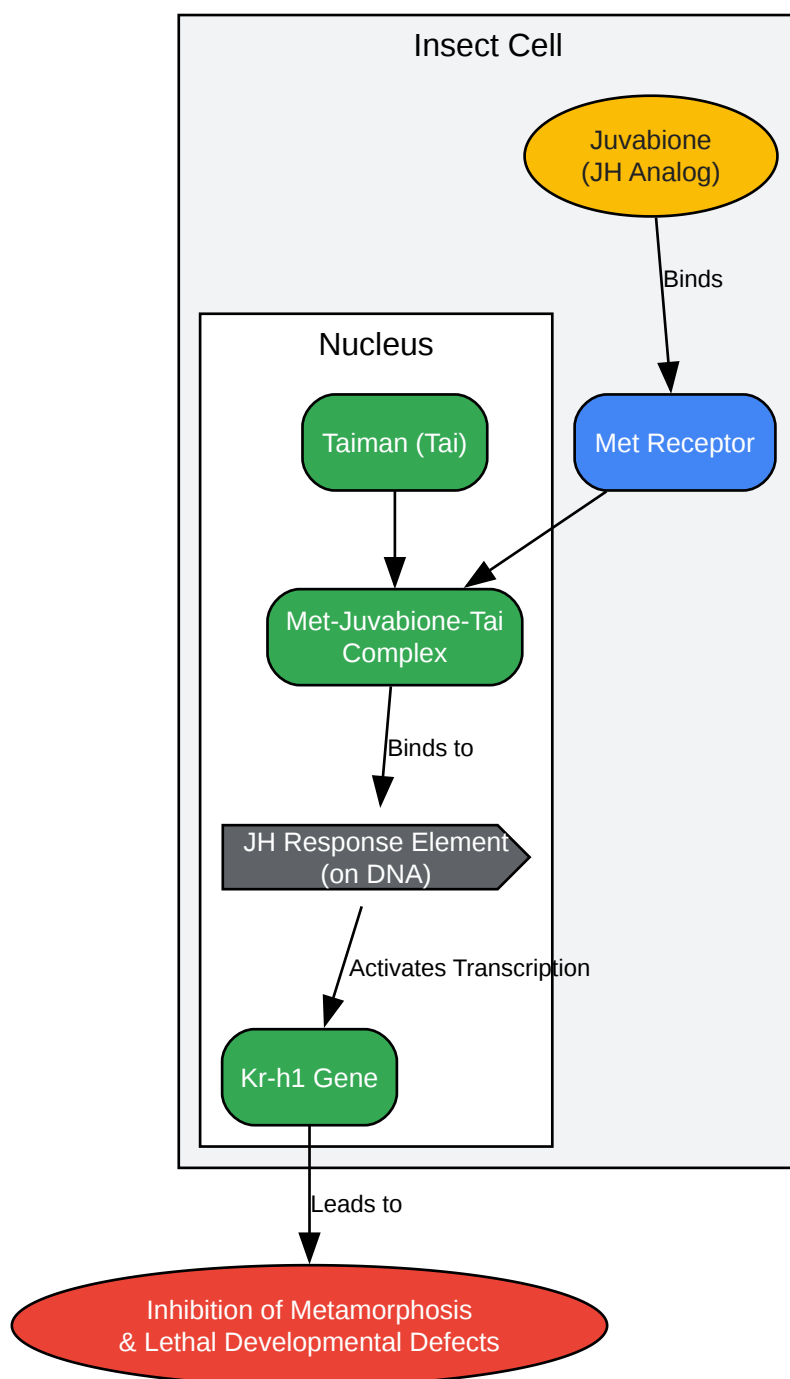 Insect Cell
Juvabione
(JH Analog)
Binds
Nucleus
Taiman (Tai)
Met Receptor
Met-Juvabione-Tai
Complex
Binds to
JH Response Element
(on DNA)
Activates Transcription
Kr-h1 Gene
Leads to
Inhibition of Metamorphosis
& Lethal Developmental Defects